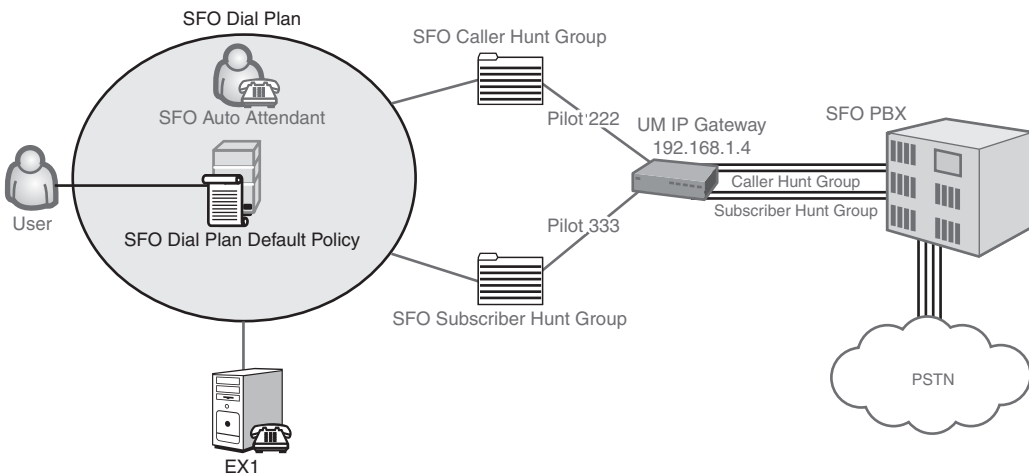 SFO Dial Plan
SFO Caller Hunt Group
SFO Auto Attendant
Pilot 222
UM IP Gateway
192.168.1.4
SFO PBX
Caller Hunt Group
Subscriber Hunt Group
User
SFO Dial Plan Default Policy
Pilot 333
SFO Subscriber Hunt Group
PSTN
EX1